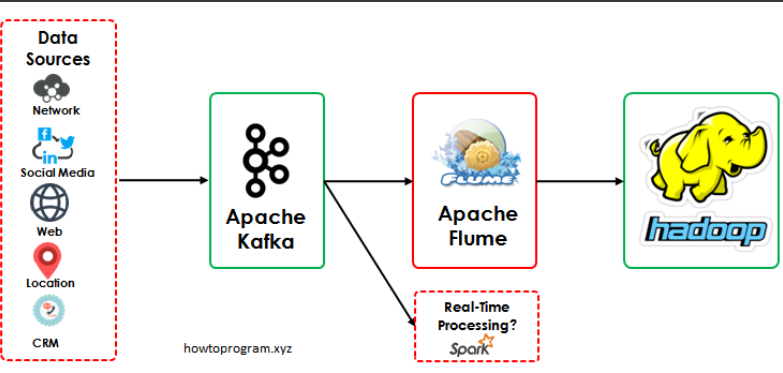 Data
Sources
Network
f
in
Social Media
Web
Location
CRM
Apache
Kafka
FLUME
Apache
Flume
hadoop
Real-Time
Processing?
Spark
howtoprogram.xyz